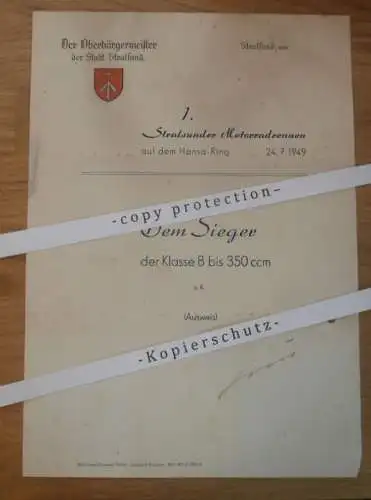 Der Oberbürgermeister
der Stadt Stralsund
Stralsund, den
1.
Stralsunder Motorradrennen
auf dem Hansa-Ring 24.7.1949
-copy protection-
Dem Sieger
der Klasse B bis 350 ccm
(Ausweis)
-Kopierschutz-